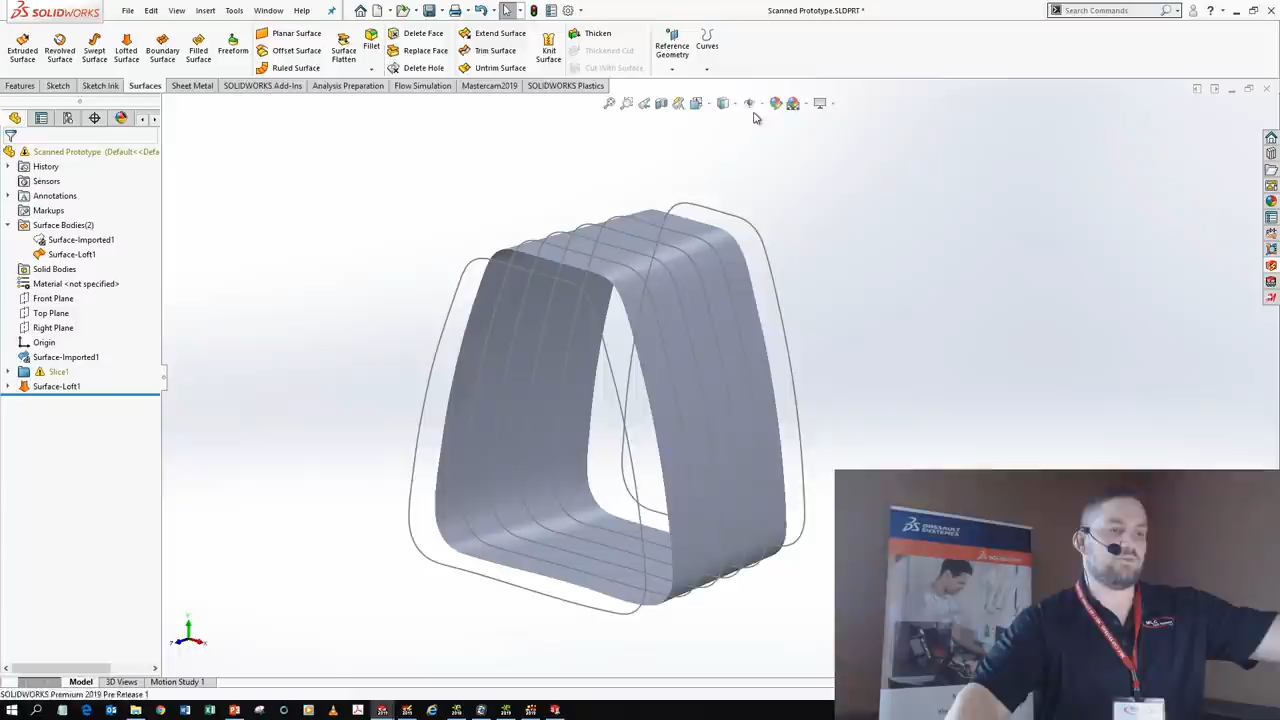 SOLIDWORKS
File Edit View Insert Tools Window Help
Scanned Prototype.SLDPRT *
Search Commands
Extruded Surface
Revolved Surface
Swept Surface
Lofted Surface
Boundary Surface
Filled Surface
Freeform
Planar Surface
Offset Surface
Ruled Surface
Surface Flatten
Fillet
Delete Face
Replace Face
Delete Hole
Extend Surface
Trim Surface
Untrim Surface
Knit Surface
Thicken
Thickened Cut
Cut With Surface
Reference Geometry
Curves
Features Sketch Sketch Ink Surfaces Sheet Metal SOLIDWORKS Add-Ins Analysis Preparation Flow Simulation Mastercam2019 SOLIDWORKS Plastics
Scanned Prototype (Default<<Defa
History
Sensors
Annotations
Markups
Surface Bodies(2)
Surface-Imported1
Surface-Loft1
Solid Bodies
Material <not specified>
Front Plane
Top Plane
Right Plane
Origin
Surface-Imported1
Slice1
Surface-Loft1
Model 3D Views Motion Study 1
SOLIDWORKS Premium 2019 Pre Release 1
DASSAULT SYSTEMES